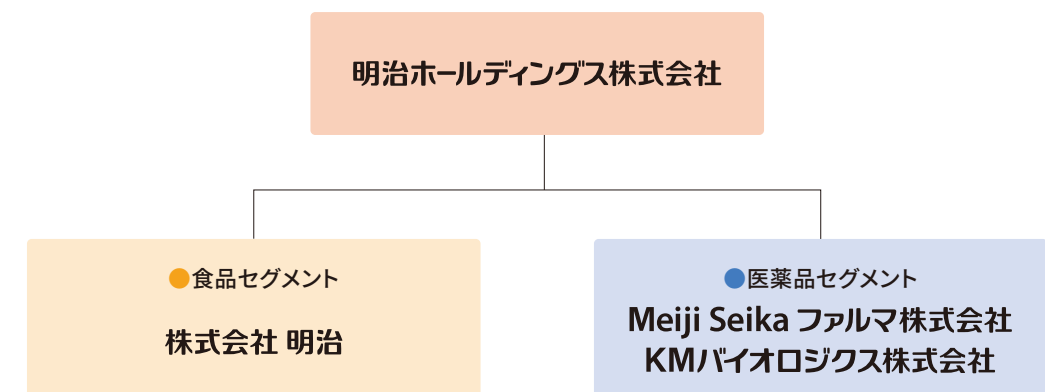 明治ホールディングス株式会社
●食品セグメント
株式会社 明治
●医薬品セグメント
Meiji Seika ファルマ株式会社
KMバイオロジクス株式会社